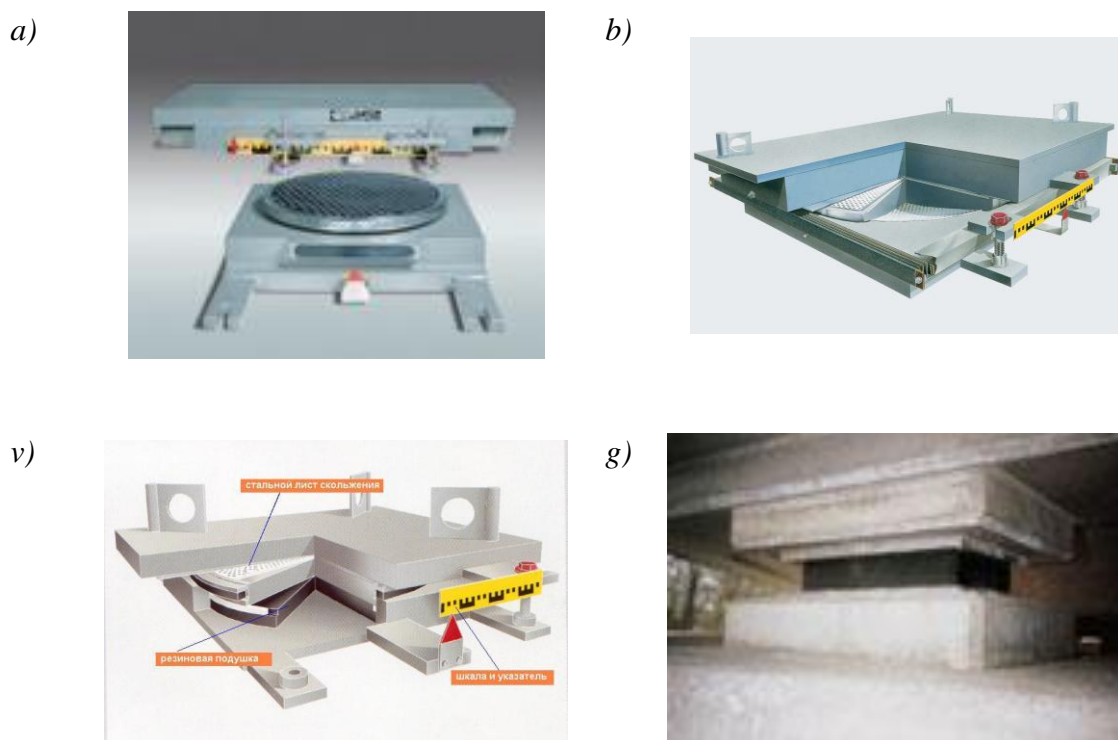 a)
b)
v)
стальной лист скольжения
резиновая подушка
шкала и указатель
g)